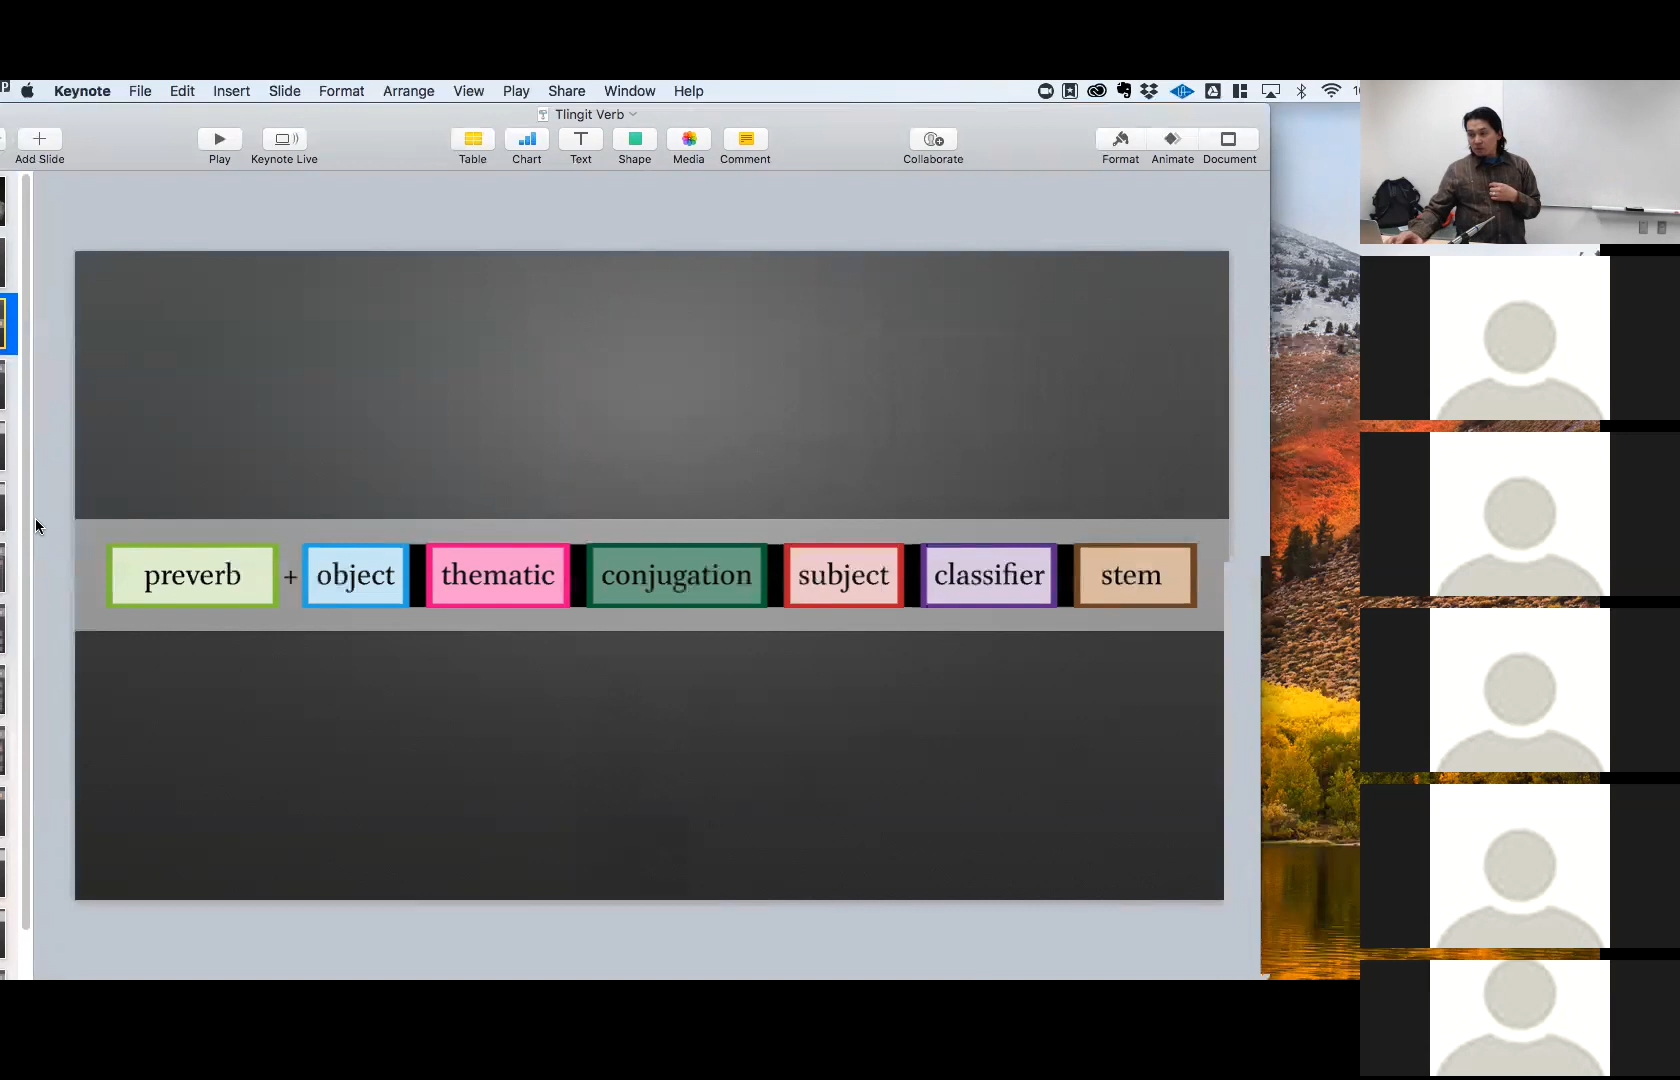 Keynote File Edit Insert Slide Format Arrange View Play Share Window Help
Tlingit Verb
Add Slide Play Keynote Live Table Chart Text Shape Media Comment Collaborate Format Animate Document
preverb + object thematic conjugation subject classifier stem